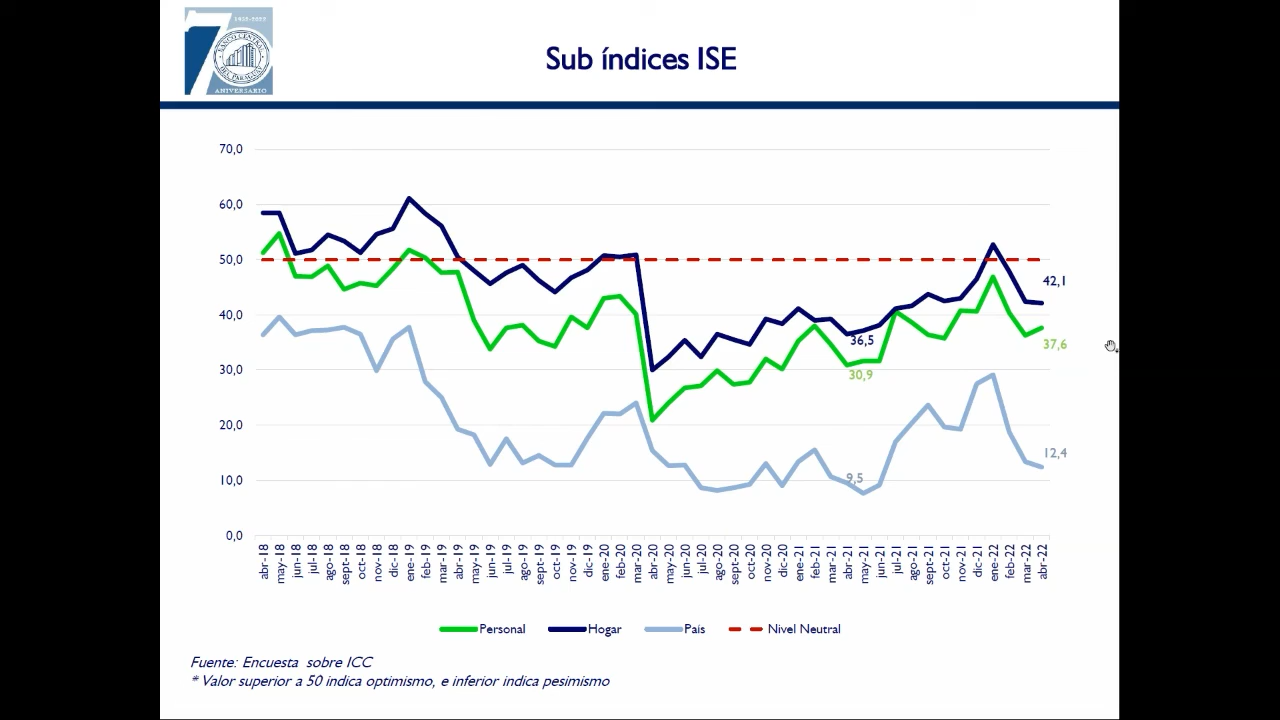 1952-2022
BANCO CENTRAL
DEL PARAGUAY
ANIVERSARIO
Sub índices ISE
70,0
60,0
50,0
40,0
30,0
20,0
10,0
0,0
42,1
36,5
37,6
30,9
12,4
9,5
abr-18
may-18
jun-18
jul-18
ago-18
sept-18
oct-18
nov-18
dic-18
ene-19
feb-19
mar-19
abr-19
may-19
jun-19
jul-19
ago-19
sept-19
oct-19
nov-19
dic-19
ene-20
feb-20
mar-20
abr-20
may-20
jun-20
jul-20
ago-20
sept-20
oct-20
nov-20
dic-20
ene-21
feb-21
mar-21
abr-21
may-21
jun-21
jul-21
ago-21
sept-21
oct-21
nov-21
dic-21
ene-22
feb-22
mar-22
abr-22
Personal Hogar País Nivel Neutral
Fuente: Encuesta sobre ICC
* Valor superior a 50 indica optimismo, e inferior indica pesimismo